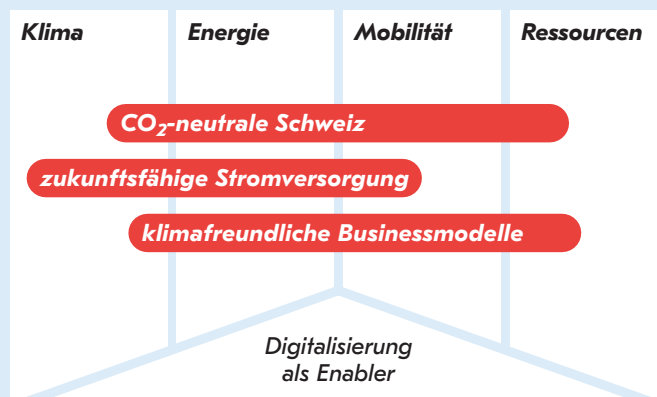 Klima
Energie
Mobilität
Ressourcen
CO₂-neutrale Schweiz
zukunftsfähige Stromversorgung
klimafreundliche Businessmodelle
Digitalisierung
als Enabler